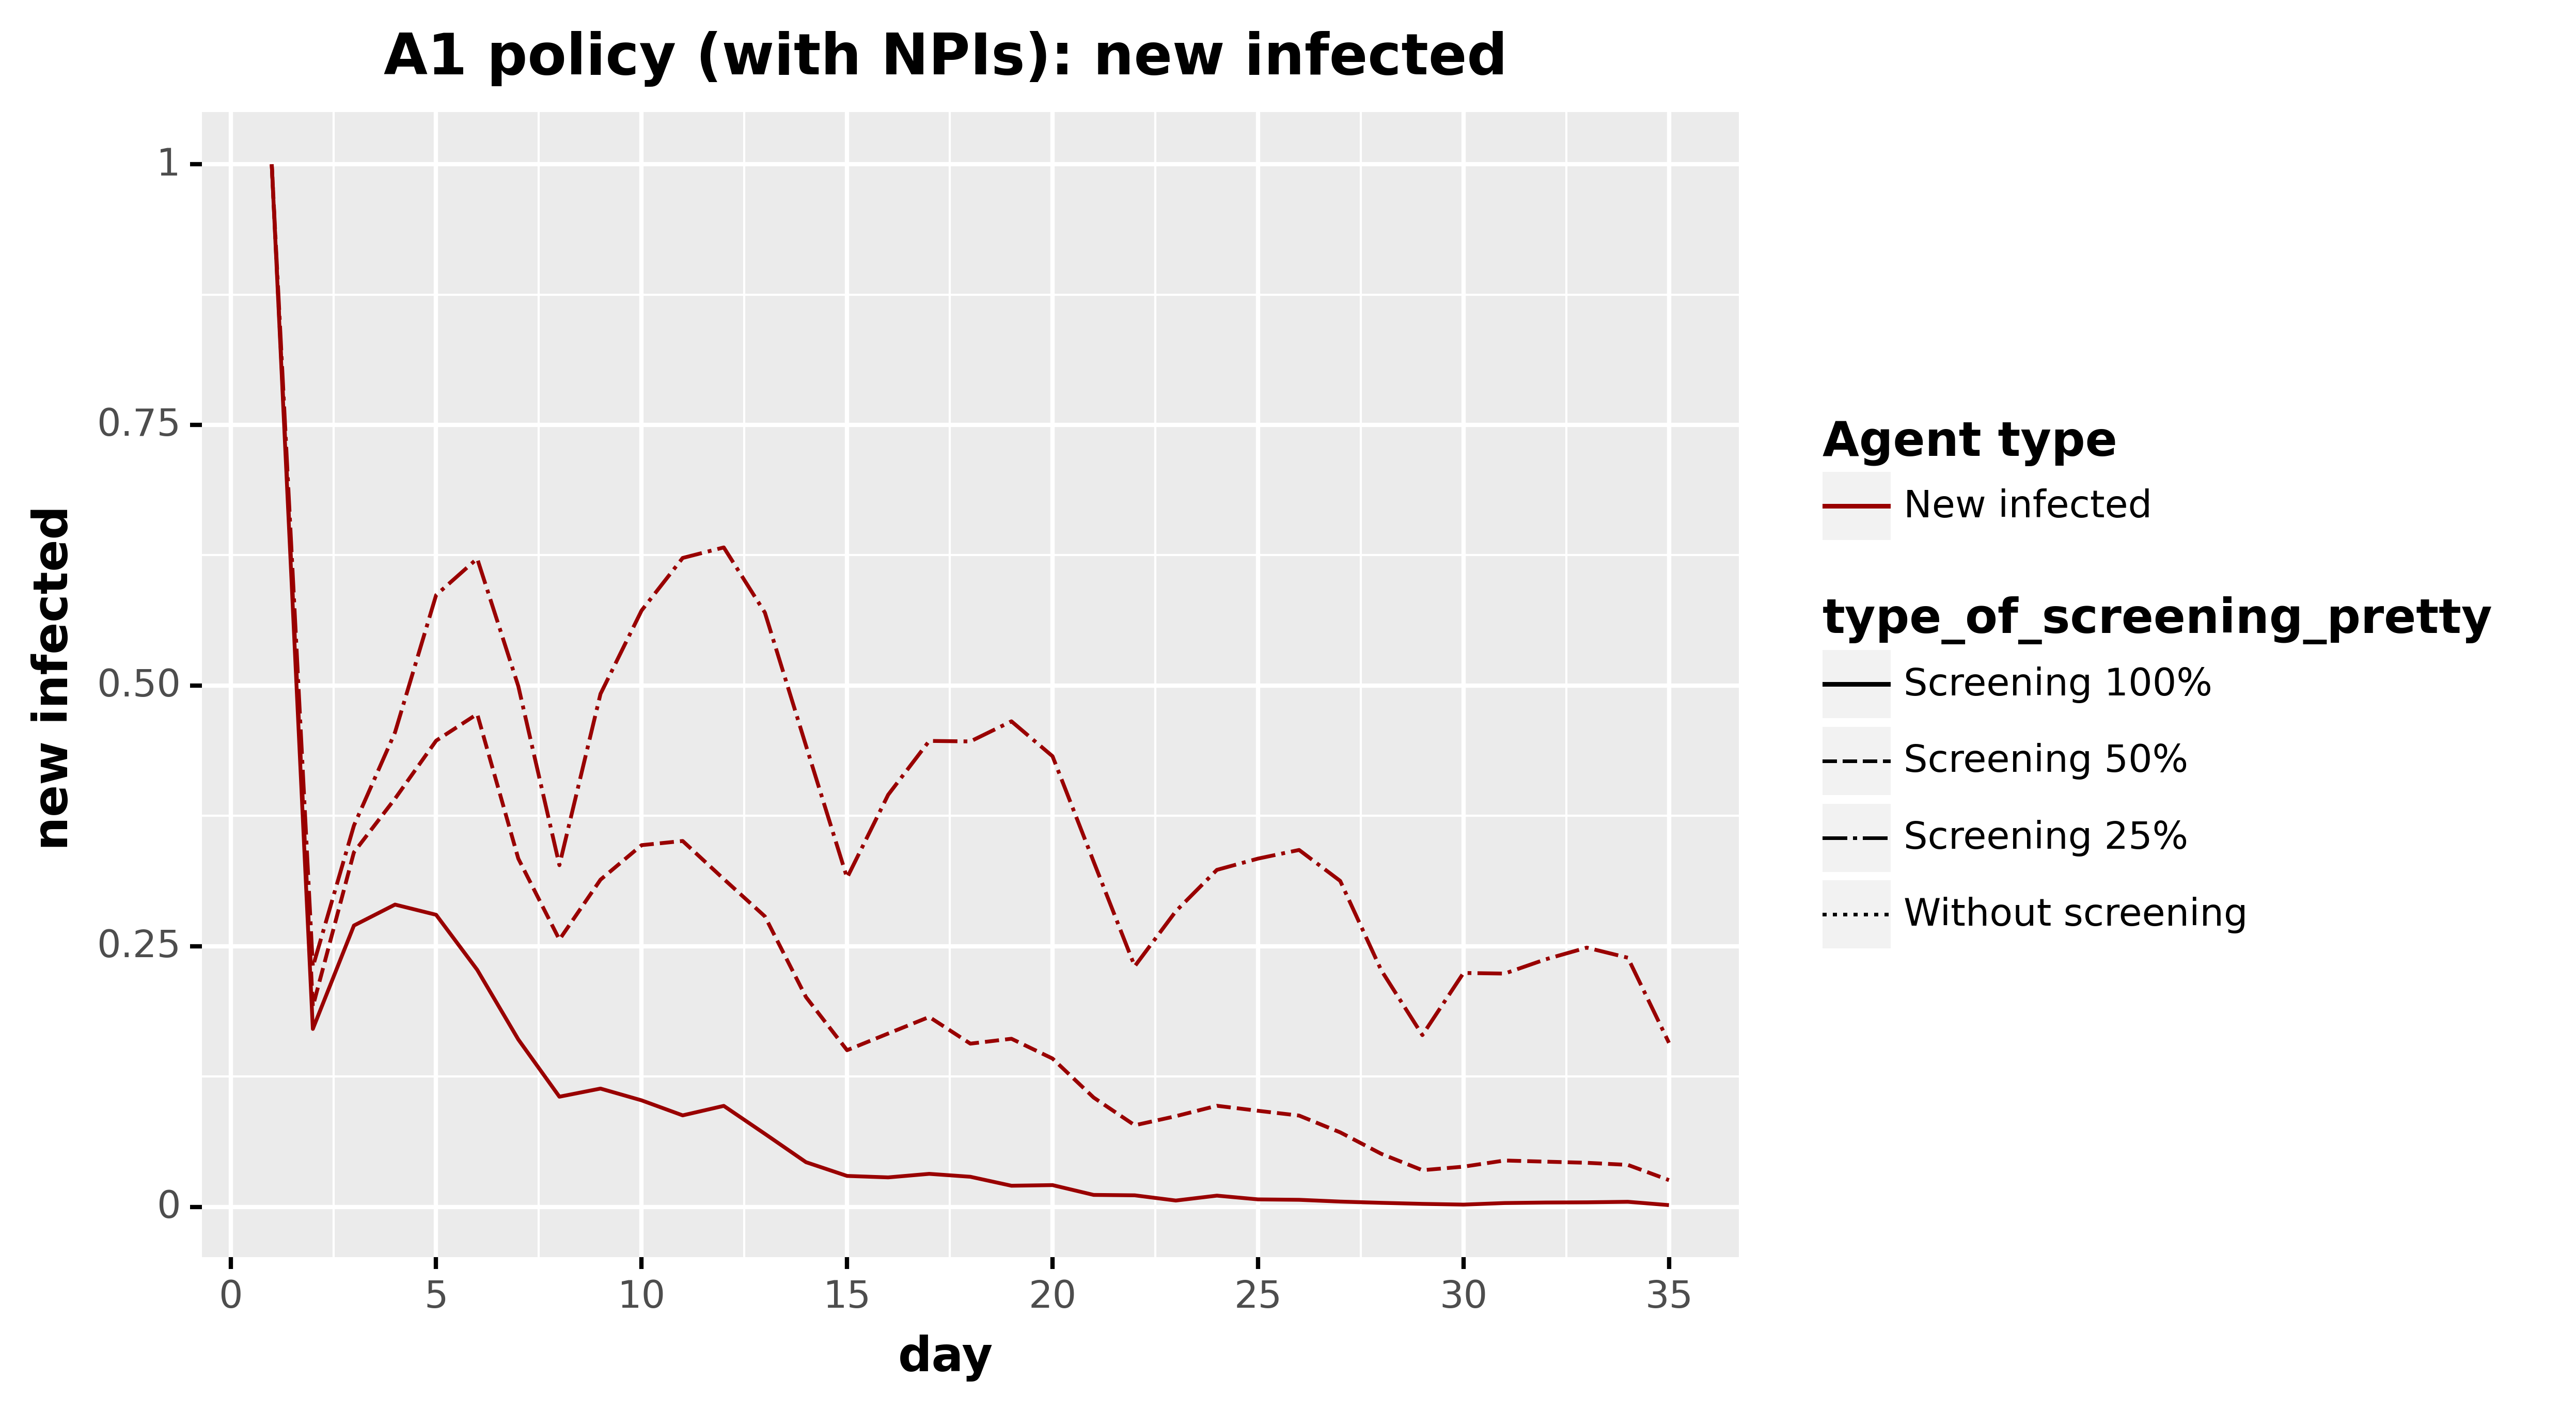 A1 policy (with NPIs): new infected
new infected
1
0.75
0.50
0.25
0
0 5 10 15 20 25 30 35
day
Agent type
New infected
type_of_screening_pretty
Screening 100%
Screening 50%
Screening 25%
Without screening